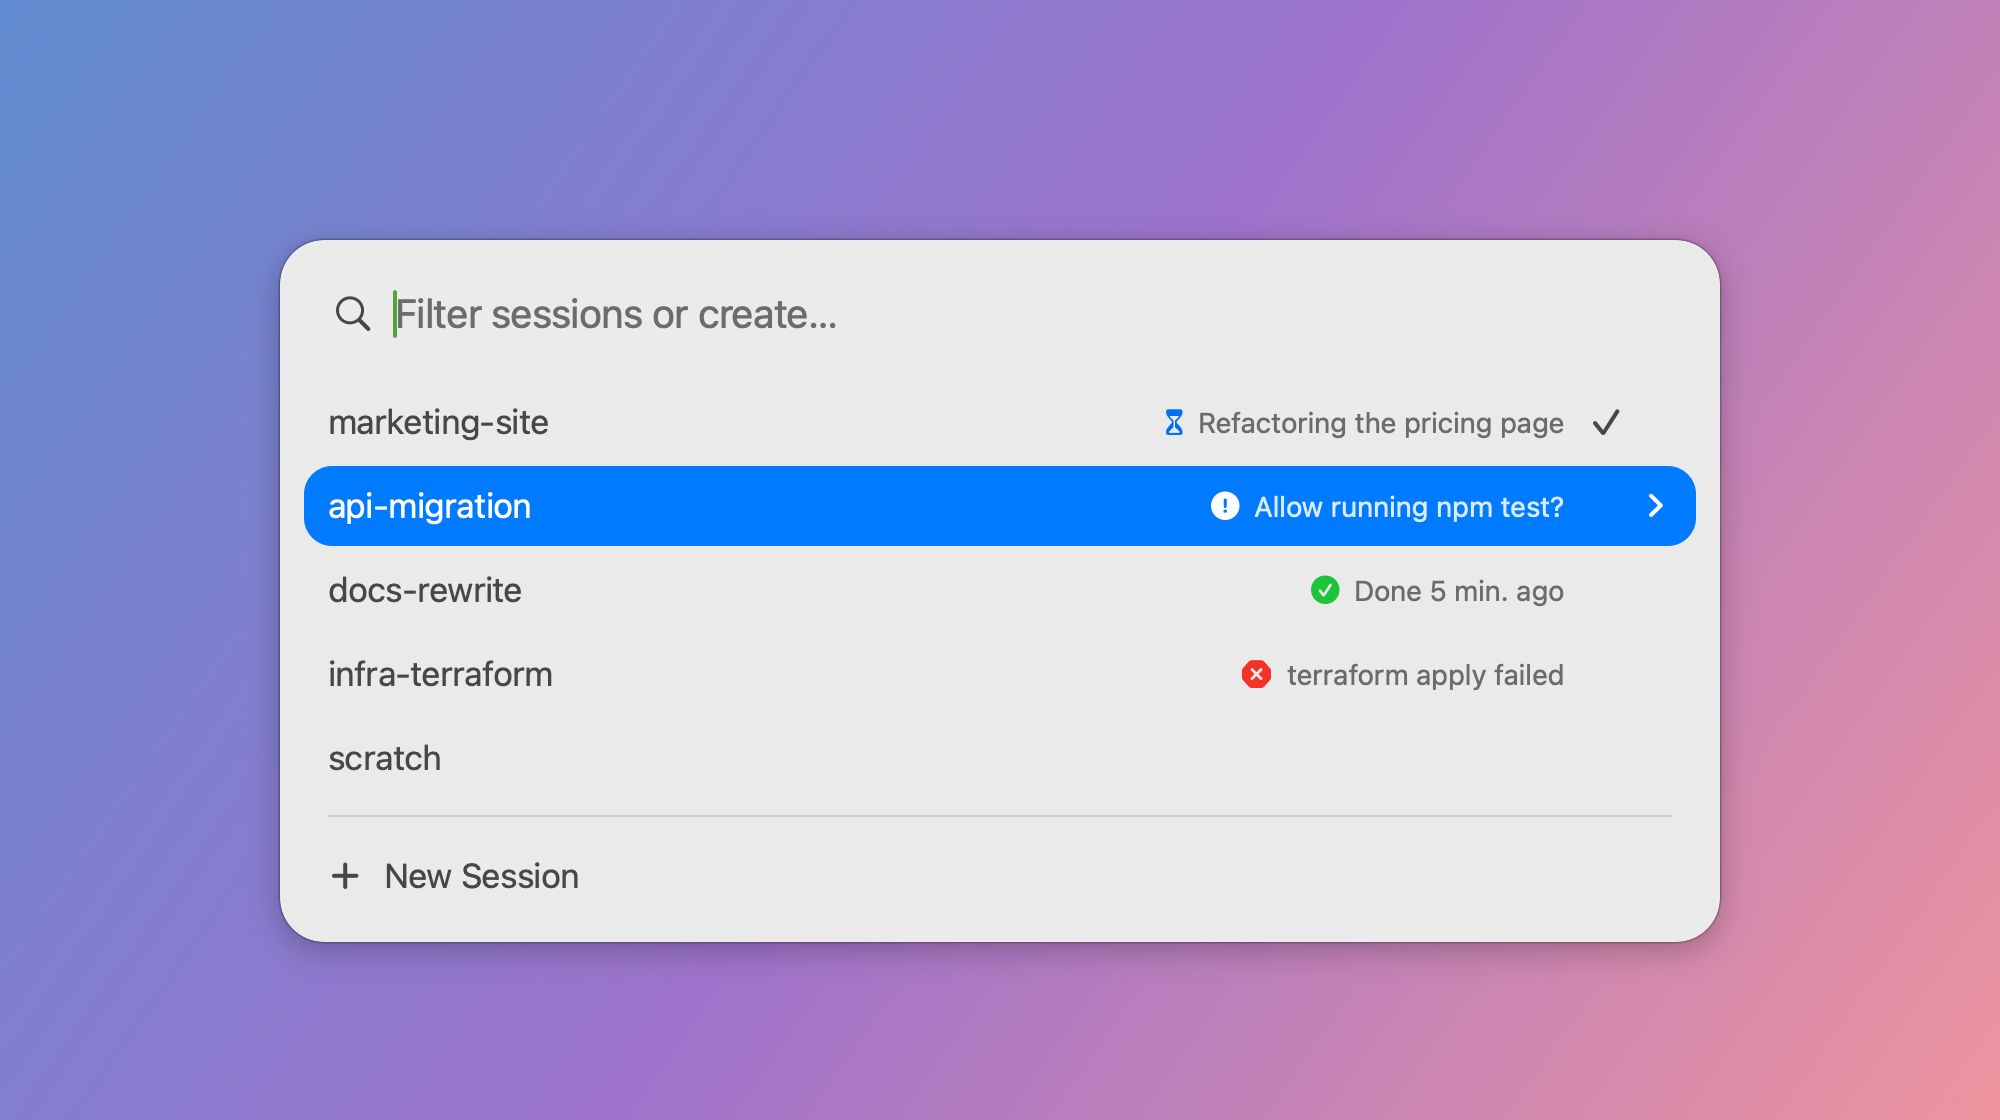 Filter sessions or create...
marketing-site Refactoring the pricing page
api-migration Allow running npm test?
docs-rewrite Done 5 min. ago
infra-terraform terraform apply failed
scratch
New Session